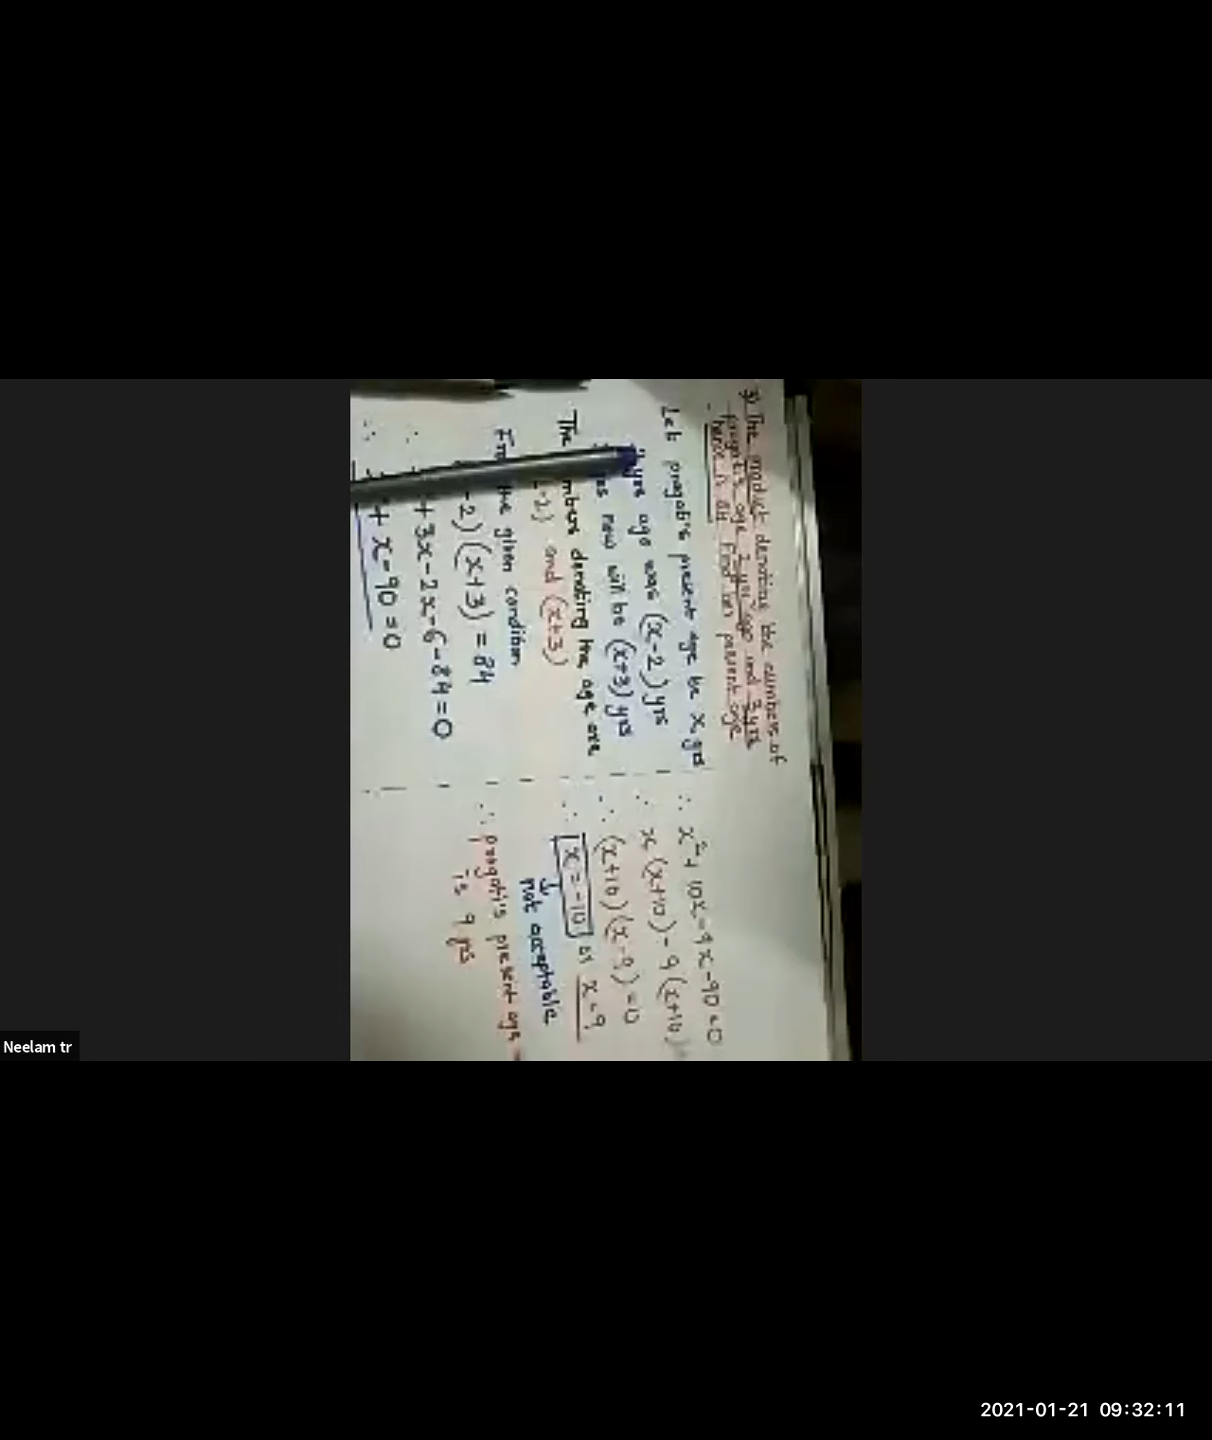 3) The product denoting the numbers of
Pragati's age 2 yrs ago and 3 yrs
hence is 84 Find her present age
Let pragati's present age be x yrs
yrs ago was (x-2) yrs
now will be (x+3) yrs
The numbers denoting the age are
and (x+3)
From the given condition
-2) (x+3) = 84
+ 3x-2x-6-84=0
∴ + x-90=0
∴ x²+10x-9x-90=0
∴ x(x+10)-9(x+10)
∴ (x+10)(x-9)=0
∴ x=-10 or x=9
↓
not acceptable
∴ pragati's present age
is 9 yrs
Neelam tr
2021-01-21 09:32:11